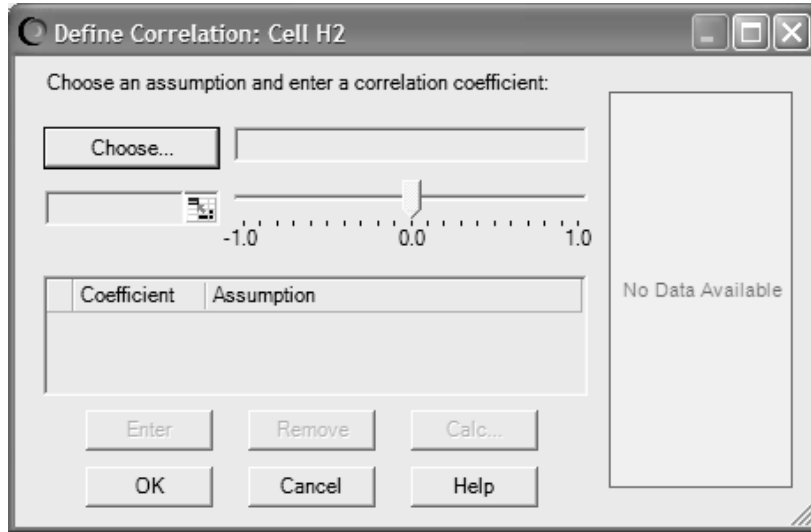 Define Correlation: Cell H2
Choose an assumption and enter a correlation coefficient:
Choose...
-1.0 0.0 1.0
Coefficient Assumption
No Data Available
Enter Remove Calc...
OK Cancel Help